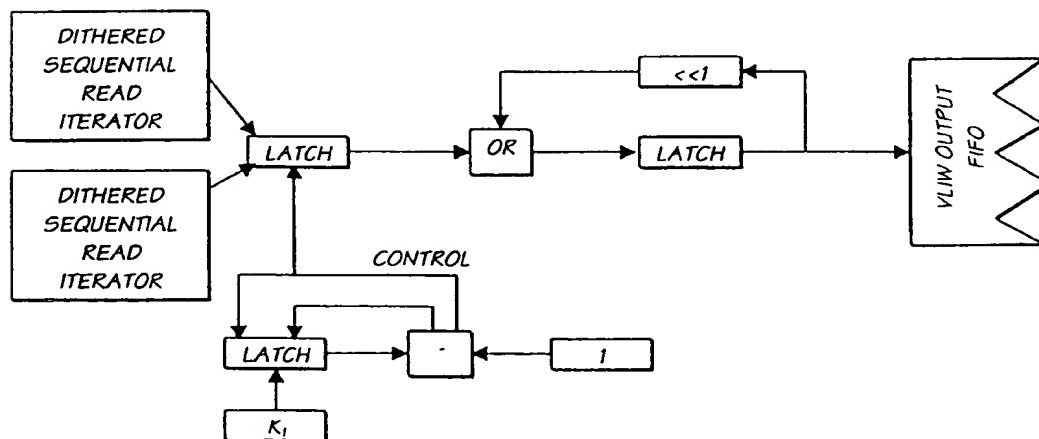 DITHERED
SEQUENTIAL
READ
ITERATOR
<<1
LATCH
OR
LATCH
VLIW OUTPUT
FIFO
DITHERED
SEQUENTIAL
READ
ITERATOR
CONTROL
LATCH
-
1
K1